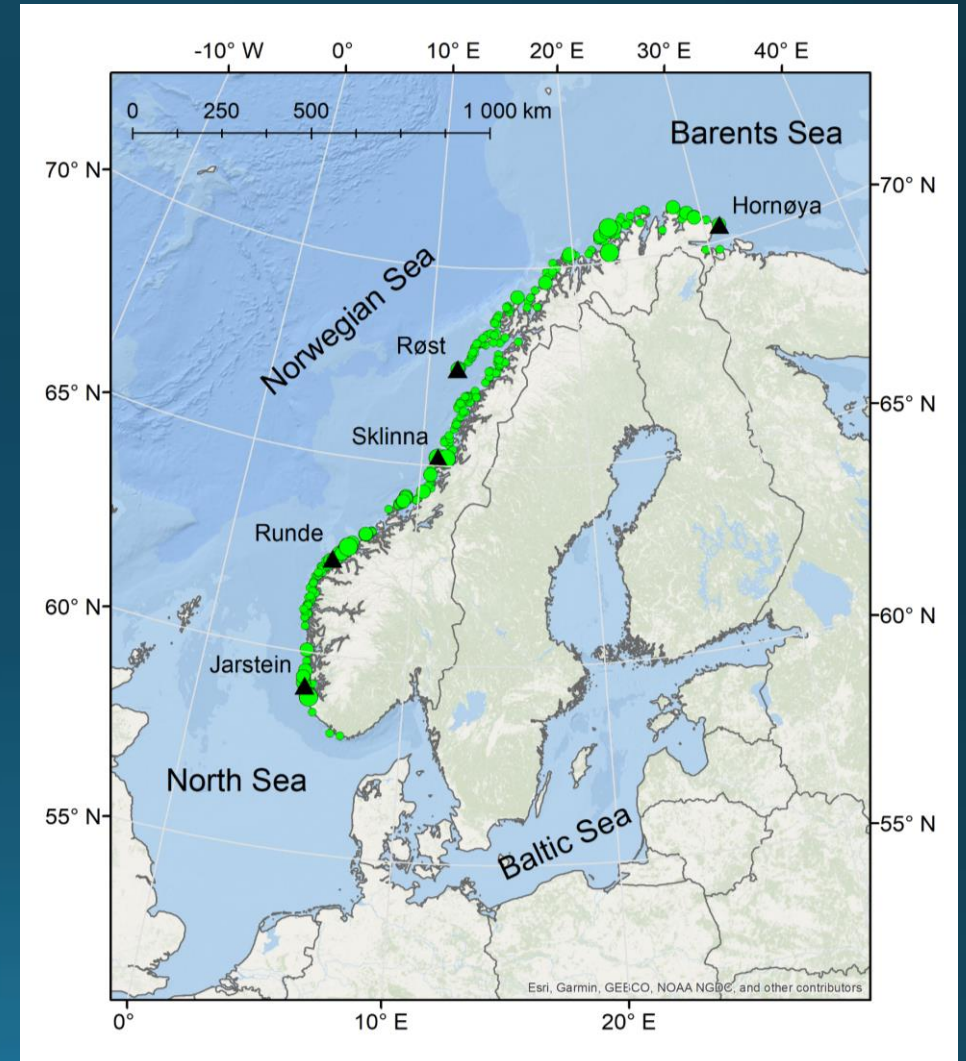 -10° W 0° 10° E 20° E 30° E 40° E
0 250 500 1 000 km
Barents Sea
70° N
70° N
Hornøya
Norwegian Sea
Røst
65° N
65° N
Sklinna
Runde
60° N
60° N
Jarstein
North Sea
55° N
55° N
Baltic Sea
Esri, Garmin, GEBCO, NOAA NGDC, and other contributors
0° 10° E 20° E